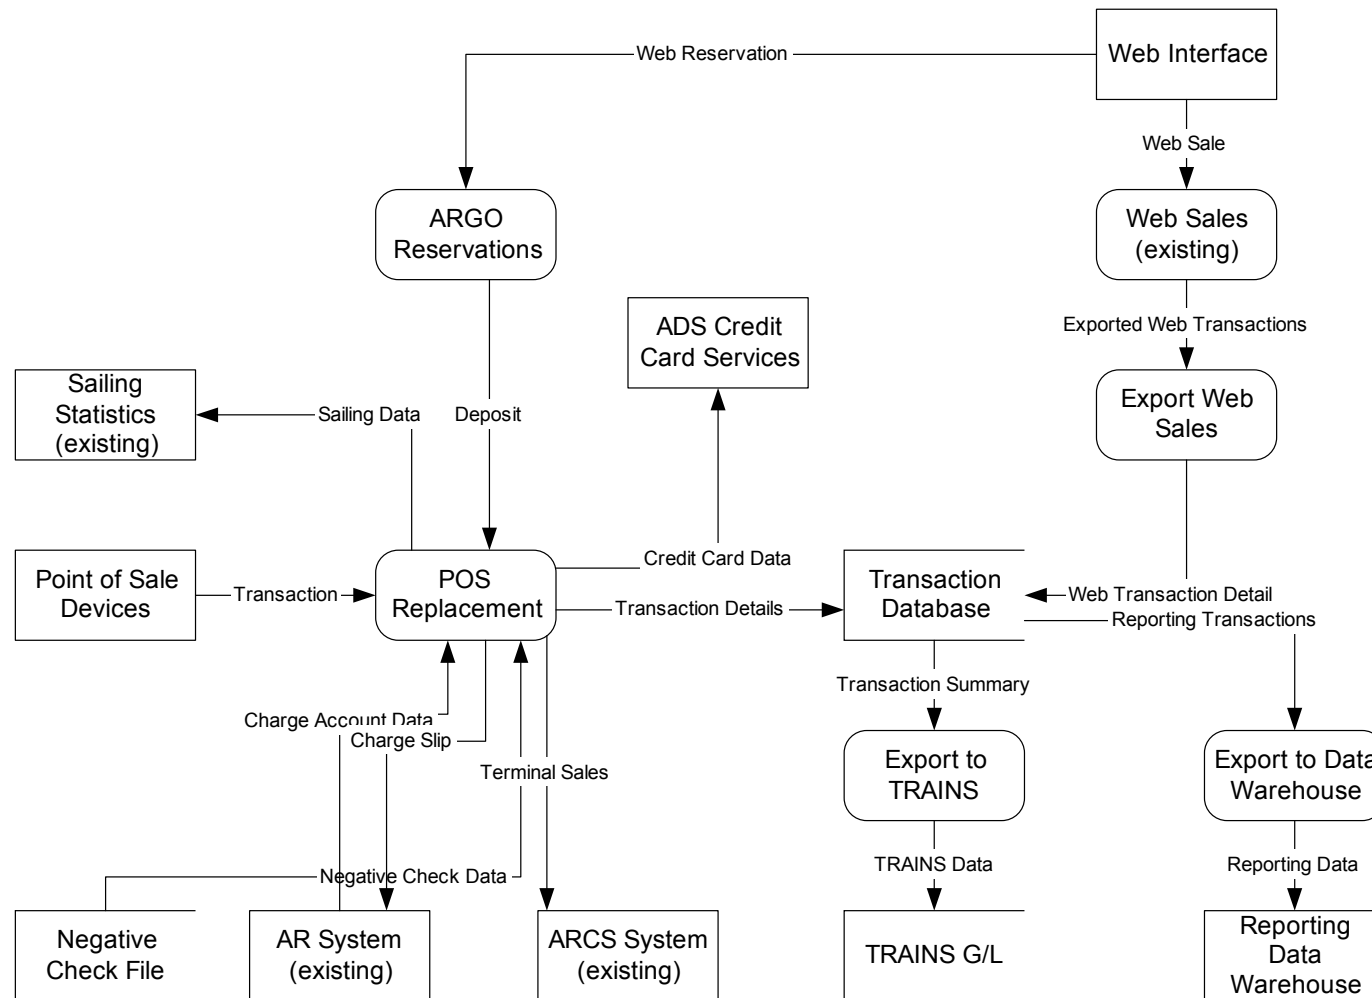 Web Reservation
Web Interface
Web Sale
ARGO
Reservations
Web Sales
(existing)
ADS Credit
Card Services
Exported Web Transactions
Sailing
Statistics
(existing)
Sailing Data
Deposit
Export Web
Sales
Point of Sale
Devices
Transaction
POS
Replacement
Credit Card Data
Transaction Details
Transaction
Database
Web Transaction Detail
Reporting Transactions
Transaction Summary
Charge Account Data
Charge Slip
Terminal Sales
Export to
TRAINS
Export to Data
Warehouse
Negative Check Data
TRAINS Data
Reporting Data
Negative
Check File
AR System
(existing)
ARCS System
(existing)
TRAINS G/L
Reporting
Data
Warehouse